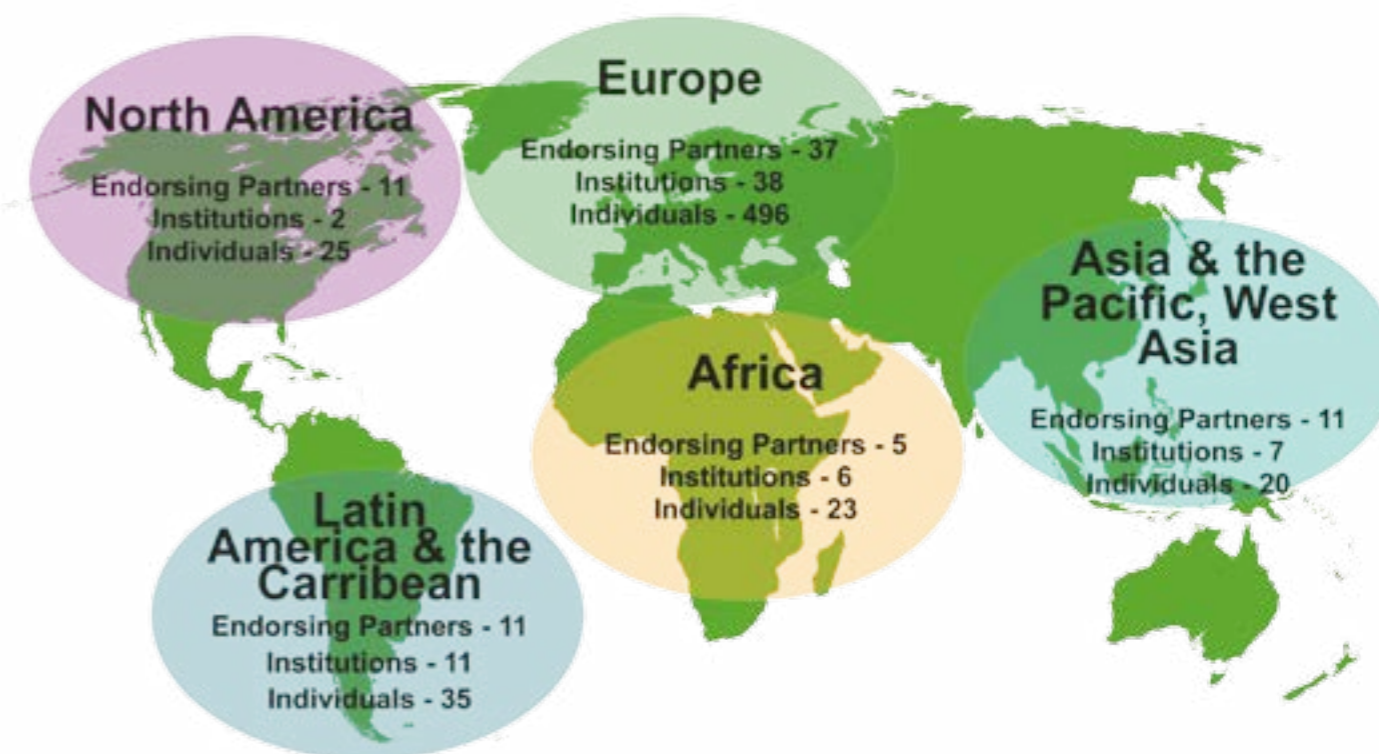 North America
Endorsing Partners - 11
Institutions - 2
Individuals - 25
Europe
Endorsing Partners - 37
Institutions - 38
Individuals - 496
Asia & the
Pacific, West
Asia
Endorsing Partners - 11
Institutions - 7
Individuals - 20
Africa
Endorsing Partners - 5
Institutions - 6
Individuals - 23
Latin
America & the
Carribean
Endorsing Partners - 11
Institutions - 11
Individuals - 35